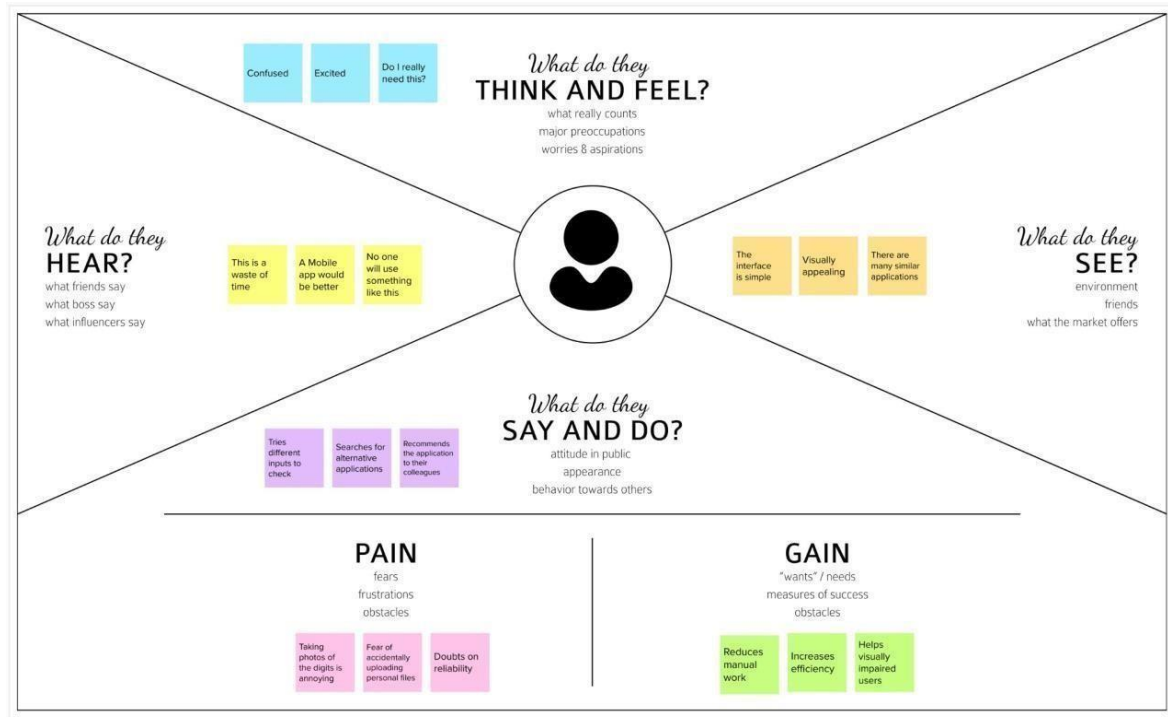 Confused
Excited
Do I really
need this?
What do they
THINK AND FEEL?
what really counts
major preoccupations
worries & aspirations
What do they
HEAR?
what friends say
what boss say
what influencers say
This is a
waste of
time
A Mobile
app would
be better
No one
will use
something
like this
The
interface
is simple
Visually
appealing
There are
many similar
applications
What do they
SEE?
environment
friends
what the market offers
What do they
SAY AND DO?
attitude in public
appearance
behavior towards others
Tries
different
inputs to
check
Searches for
alternative
applications
Recommends
the application
to their
colleagues
PAIN
fears
frustrations
obstacles
Taking
photos of
the digits is
annoying
Fear of
accidentally
uploading
personal files
Doubts on
reliability
GAIN
"wants" / needs
measures of success
obstacles
Reduces
manual
work
Increases
efficiency
Helps
visually
impaired
users